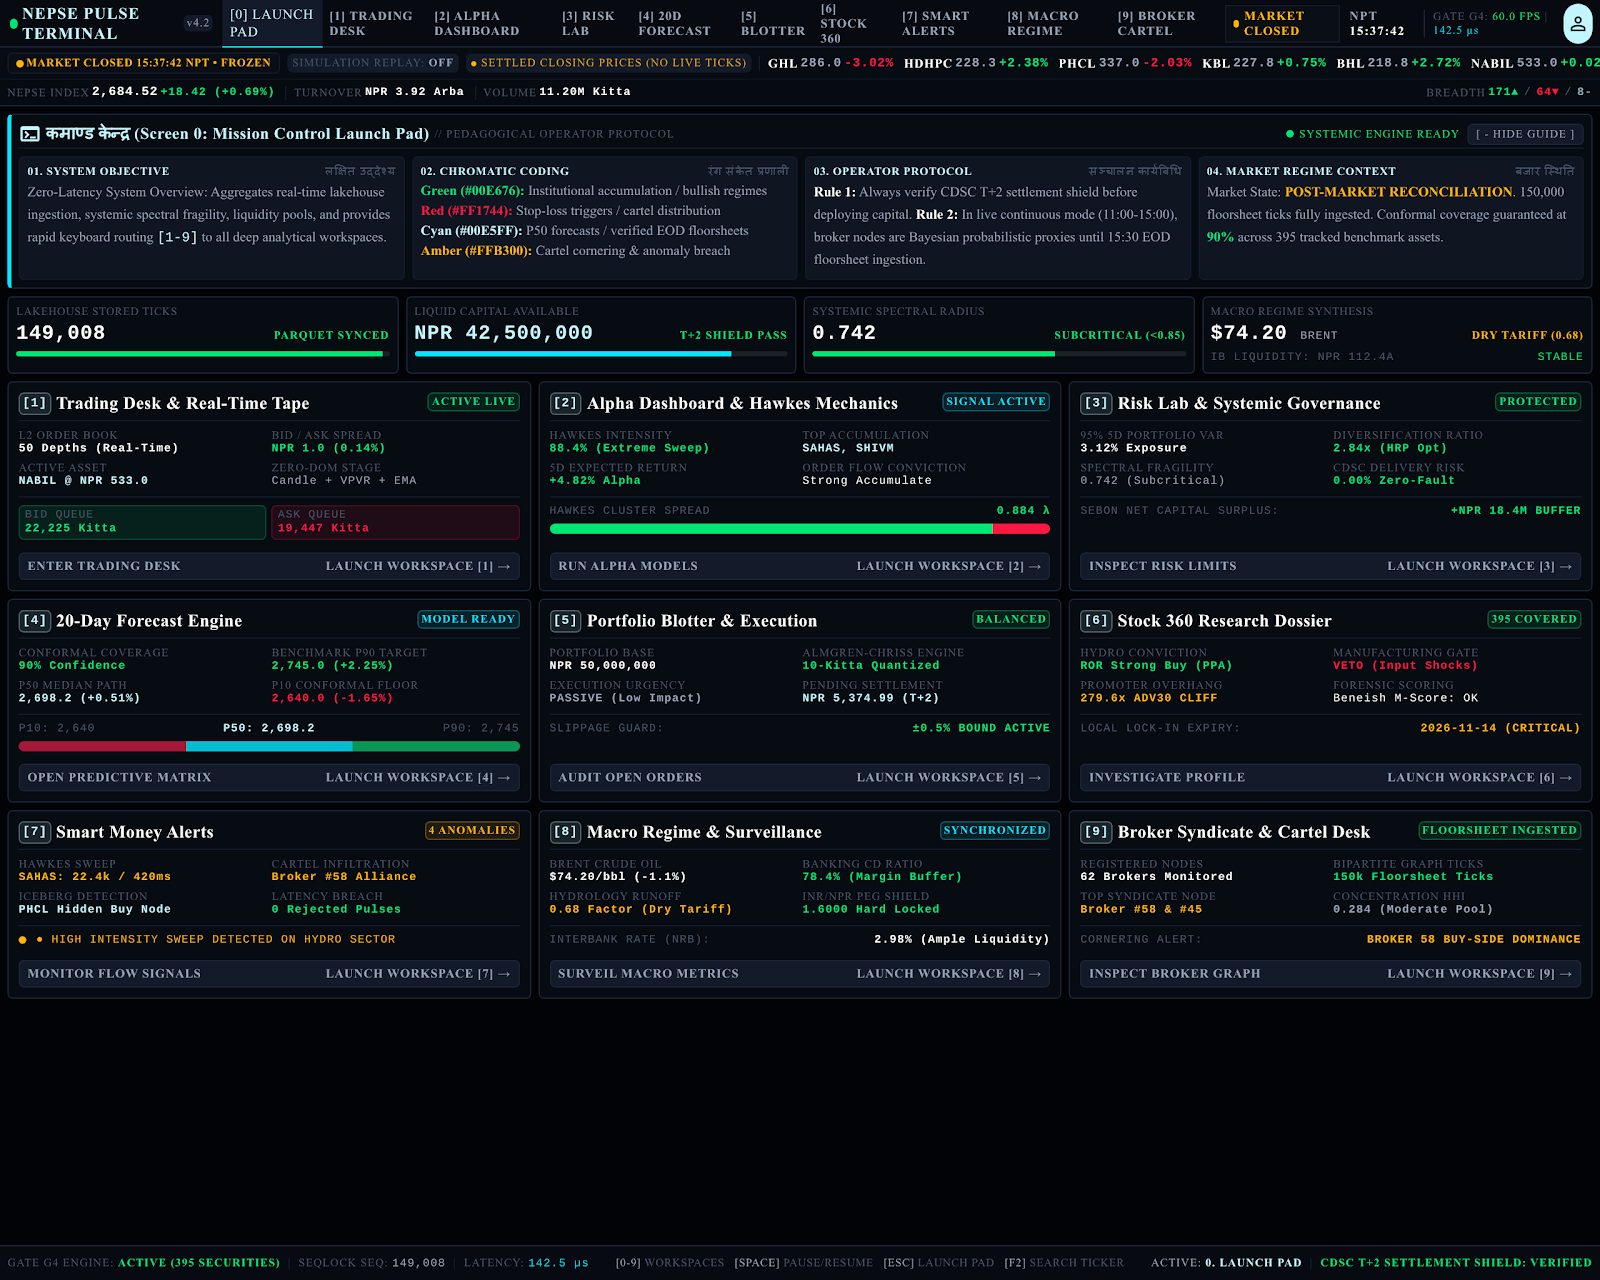 NEPSE PULSE TERMINAL v4.2
[0] LAUNCH PAD
[1] TRADING DESK
[2] ALPHA DASHBOARD
[3] RISK LAB
[4] 20D FORECAST
[5] BLOTTER
[6] STOCK 360
[7] SMART ALERTS
[8] MACRO REGIME
[9] BROKER CARTEL
MARKET CLOSED
NPT 15:37:42
GATE G4: 60.0 FPS | 142.5 µs
MARKET CLOSED 15:37:42 NPT • FROZEN
SIMULATION REPLAY: OFF
● SETTLED CLOSING PRICES (NO LIVE TICKS)
GHL 286.0 -3.02% HDHPC 228.3 +2.38% PHCL 337.0 -2.03% KBL 227.8 +0.75% BHL 218.8 +2.72% NABIL 533.0 +0.02
NEPSE INDEX 2,684.52 +18.42 (+0.69%) TURNOVER NPR 3.92 Arba VOLUME 11.20M Kitta
BREADTH 171▲ / 64▼ / 8-
कमाण्ड केन्द्र (Screen 0: Mission Control Launch Pad) // PEDAGOGICAL OPERATOR PROTOCOL
● SYSTEMIC ENGINE READY [ - HIDE GUIDE ]
01. SYSTEM OBJECTIVE लक्षित उद्देश्य
Zero-Latency System Overview: Aggregates real-time lakehouse
ingestion, systemic spectral fragility, liquidity pools, and provides
rapid keyboard routing [1-9] to all deep analytical workspaces.
02. CHROMATIC CODING रंग संकेत प्रणाली
Green (#00E676): Institutional accumulation / bullish regimes
Red (#FF1744): Stop-loss triggers / cartel distribution
Cyan (#00E5FF): P50 forecasts / verified EOD floorsheets
Amber (#FFB300): Cartel cornering & anomaly breach
03. OPERATOR PROTOCOL सञ्चालन कार्यविधि
Rule 1: Always verify CDSC T+2 settlement shield before
deploying capital. Rule 2: In live continuous mode (11:00-15:00),
broker nodes are Bayesian probabilistic proxies until 15:30 EOD
floorsheet ingestion.
04. MARKET REGIME CONTEXT बजार स्थिति
Market State: POST-MARKET RECONCILIATION. 150,000
floorsheet ticks fully ingested. Conformal coverage guaranteed at
90% across 395 tracked benchmark assets.
LAKEHOUSE STORED TICKS
149,008 PARQUET SYNCED
LIQUID CAPITAL AVAILABLE
NPR 42,500,000 T+2 SHIELD PASS
SYSTEMIC SPECTRAL RADIUS
0.742 SUBCRITICAL (<0.85)
MACRO REGIME SYNTHESIS
$74.20 BRENT DRY TARIFF (0.68)
IB LIQUIDITY: NPR 112.4A STABLE
[1] Trading Desk & Real-Time Tape ACTIVE LIVE
L2 ORDER BOOK BID / ASK SPREAD
50 Depths (Real-Time) NPR 1.0 (0.14%)
ACTIVE ASSET ZERO-DOM STAGE
NABIL @ NPR 533.0 Candle + VPVR + EMA
BID QUEUE ASK QUEUE
22,225 Kitta 19,447 Kitta
ENTER TRADING DESK LAUNCH WORKSPACE [1] →
[2] Alpha Dashboard & Hawkes Mechanics SIGNAL ACTIVE
HAWKES INTENSITY TOP ACCUMULATION
88.4% (Extreme Sweep) SAHAS, SHIVM
5D EXPECTED RETURN ORDER FLOW CONVICTION
+4.82% Alpha Strong Accumulate
HAWKES CLUSTER SPREAD 0.884 λ
RUN ALPHA MODELS LAUNCH WORKSPACE [2] →
[3] Risk Lab & Systemic Governance PROTECTED
95% 5D PORTFOLIO VAR DIVERSIFICATION RATIO
3.12% Exposure 2.84x (HRP Opt)
SPECTRAL FRAGILITY CDSC DELIVERY RISK
0.742 (Subcritical) 0.00% Zero-Fault
SEBON NET CAPITAL SURPLUS: +NPR 18.4M BUFFER
INSPECT RISK LIMITS LAUNCH WORKSPACE [3] →
[4] 20-Day Forecast Engine MODEL READY
CONFORMAL COVERAGE BENCHMARK P90 TARGET
90% Confidence 2,745.0 (+2.25%)
P50 MEDIAN PATH P10 CONFORMAL FLOOR
2,698.2 (+0.51%) 2,640.0 (-1.65%)
P10: 2,640 P50: 2,698.2 P90: 2,745
OPEN PREDICTIVE MATRIX LAUNCH WORKSPACE [4] →
[5] Portfolio Blotter & Execution BALANCED
PORTFOLIO BASE ALMGREN-CHRISS ENGINE
NPR 50,000,000 10-Kitta Quantized
EXECUTION URGENCY PENDING SETTLEMENT
PASSIVE (Low Impact) NPR 5,374.99 (T+2)
SLIPPAGE GUARD: ±0.5% BOUND ACTIVE
AUDIT OPEN ORDERS LAUNCH WORKSPACE [5] →
[6] Stock 360 Research Dossier 395 COVERED
HYDRO CONVICTION MANUFACTURING GATE
ROR Strong Buy (PPA) VETO (Input Shocks)
PROMOTER OVERHANG FORENSIC SCORING
279.6x ADV30 CLIFF Beneish M-Score: OK
LOCAL LOCK-IN EXPIRY: 2026-11-14 (CRITICAL)
INVESTIGATE PROFILE LAUNCH WORKSPACE [6] →
[7] Smart Money Alerts 4 ANOMALIES
HAWKES SWEEP CARTEL INFILTRATION
SAHAS: 22.4k / 420ms Broker #58 Alliance
ICEBERG DETECTION LATENCY BREACH
PHCL Hidden Buy Node 0 Rejected Pulses
● ● HIGH INTENSITY SWEEP DETECTED ON HYDRO SECTOR
MONITOR FLOW SIGNALS LAUNCH WORKSPACE [7] →
[8] Macro Regime & Surveillance SYNCHRONIZED
BRENT CRUDE OIL BANKING CD RATIO
$74.20/bbl (-1.1%) 78.4% (Margin Buffer)
HYDROLOGY RUNOFF INR/NPR PEG SHIELD
0.68 Factor (Dry Tariff) 1.6000 Hard Locked
INTERBANK RATE (NRB): 2.98% (Ample Liquidity)
SURVEIL MACRO METRICS LAUNCH WORKSPACE [8] →
[9] Broker Syndicate & Cartel Desk FLOORSHEET INGESTED
REGISTERED NODES BIPARTITE GRAPH TICKS
62 Brokers Monitored 150k Floorsheet Ticks
TOP SYNDICATE NODE CONCENTRATION HHI
Broker #58 & #45 0.284 (Moderate Pool)
CORNERING ALERT: BROKER 58 BUY-SIDE DOMINANCE
INSPECT BROKER GRAPH LAUNCH WORKSPACE [9] →
GATE G4 ENGINE: ACTIVE (395 SECURITIES) | SEQLOCK SEQ: 149,008 | LATENCY: 142.5 µs [0-9] WORKSPACES [SPACE] PAUSE/RESUME [ESC] LAUNCH PAD [F2] SEARCH TICKER ACTIVE: 0. LAUNCH PAD | CDSC T+2 SETTLEMENT SHIELD: VERIFIED